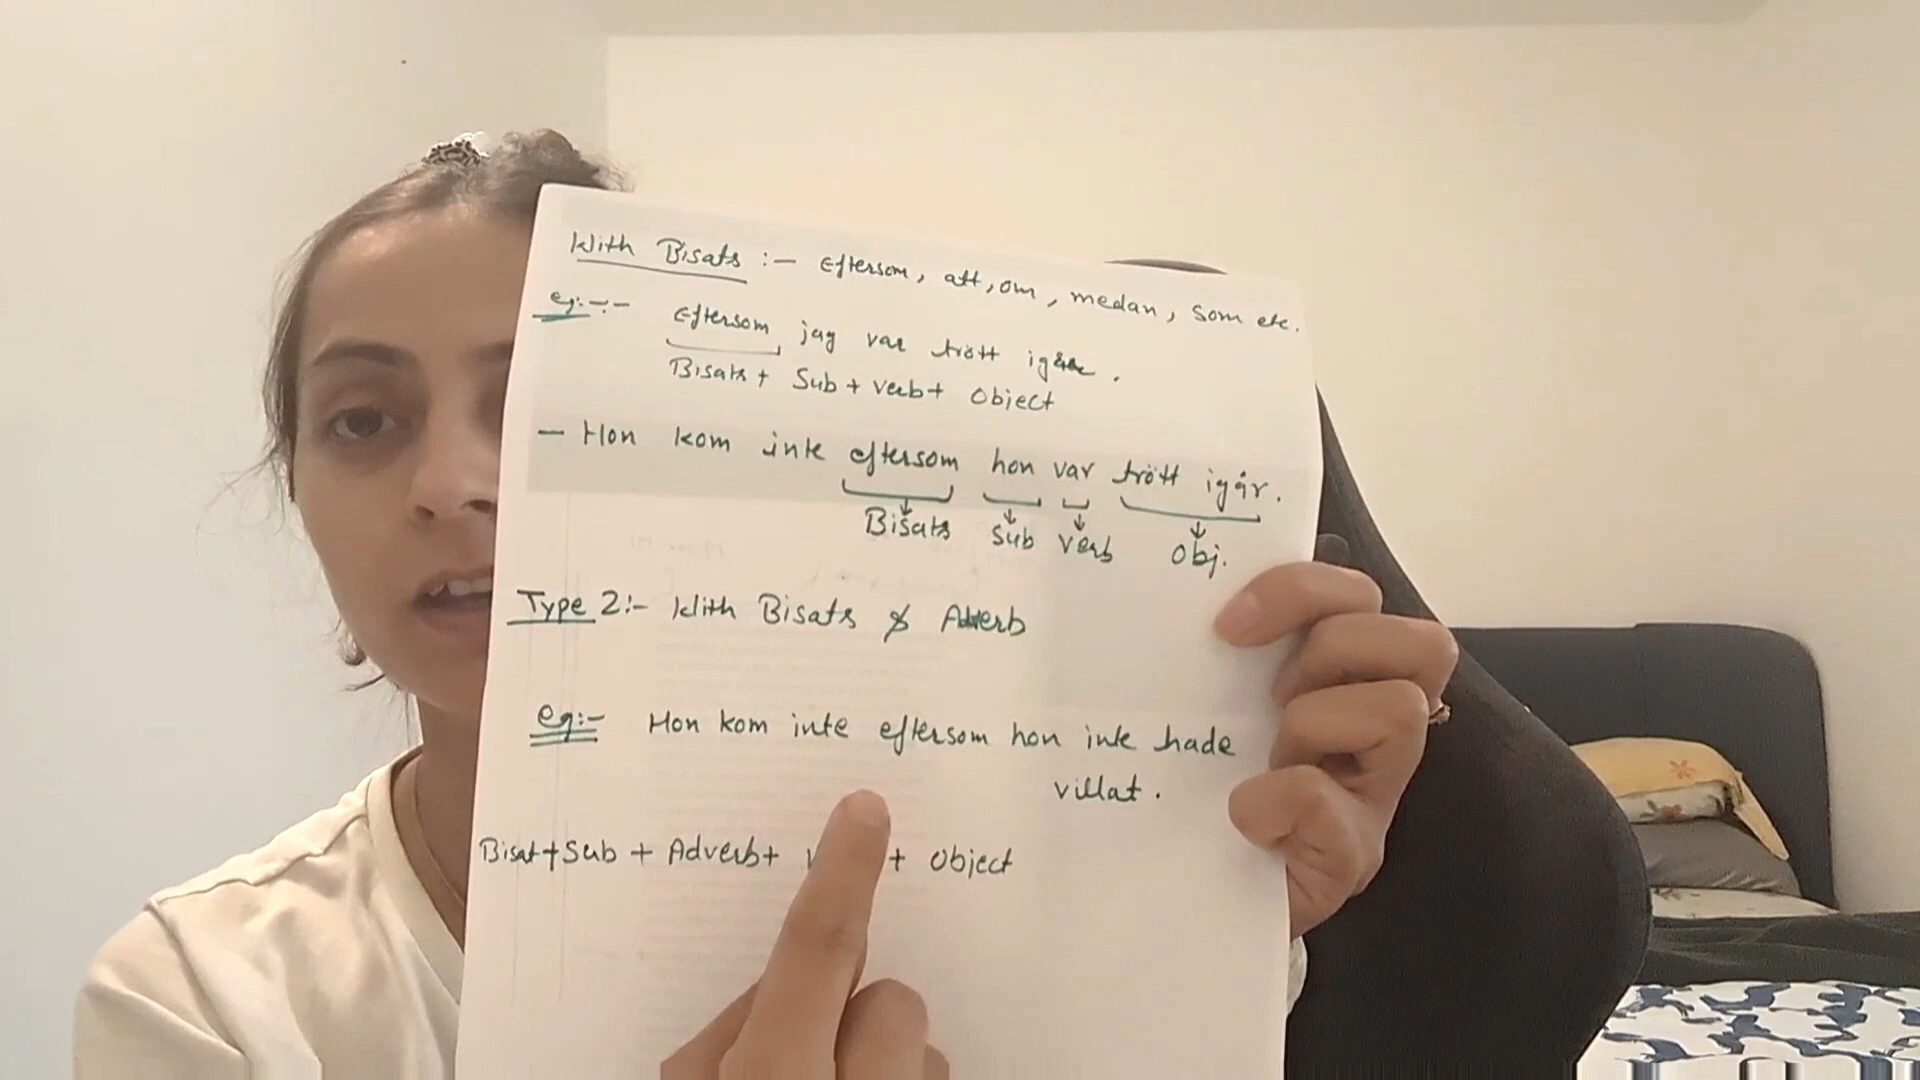 With Bisats :- Eftersom, att, om, medan, som etc.
eg:-- Eftersom jag var trött igår.
Bisats + Sub + Verb + Object
- Hon kom inte eftersom hon var trött igår.
Bisats Sub Verb Obj.
Type 2:- With Bisats & Adverb
eg:- Hon kom inte eftersom hon inte hade
villat.
Bisat+Sub + Adverb+ + Object